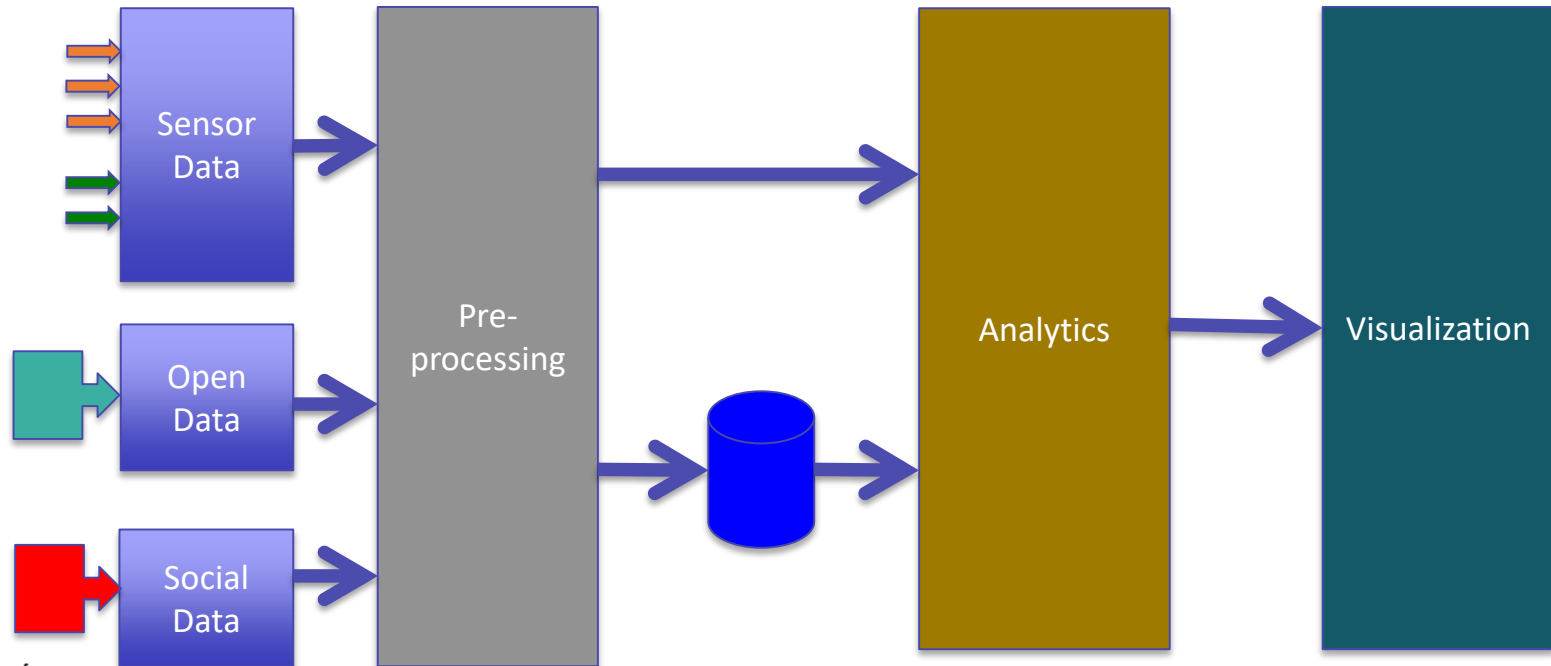 Sensor
Data
Open
Data
Social
Data
Pre-
processing
Analytics
Visualization